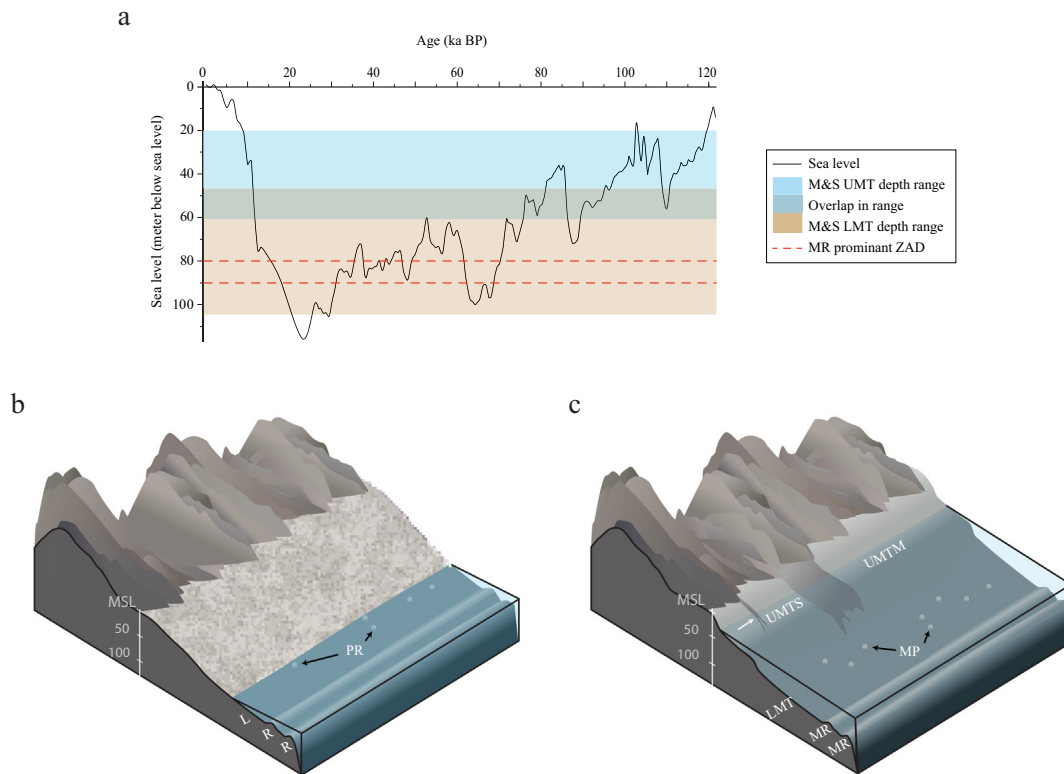 a
Age (ka BP)
0 20 40 60 80 100 120
Sea level (meter below sea level)
0
20
40
60
80
100
Sea level
M&S UMT depth range
Overlap in range
M&S LMT depth range
MR prominant ZAD
b
MSL
50
100
PR
L
R
R
c
MSL
50
100
UMTS
UMTM
MP
LMT
MR
MR